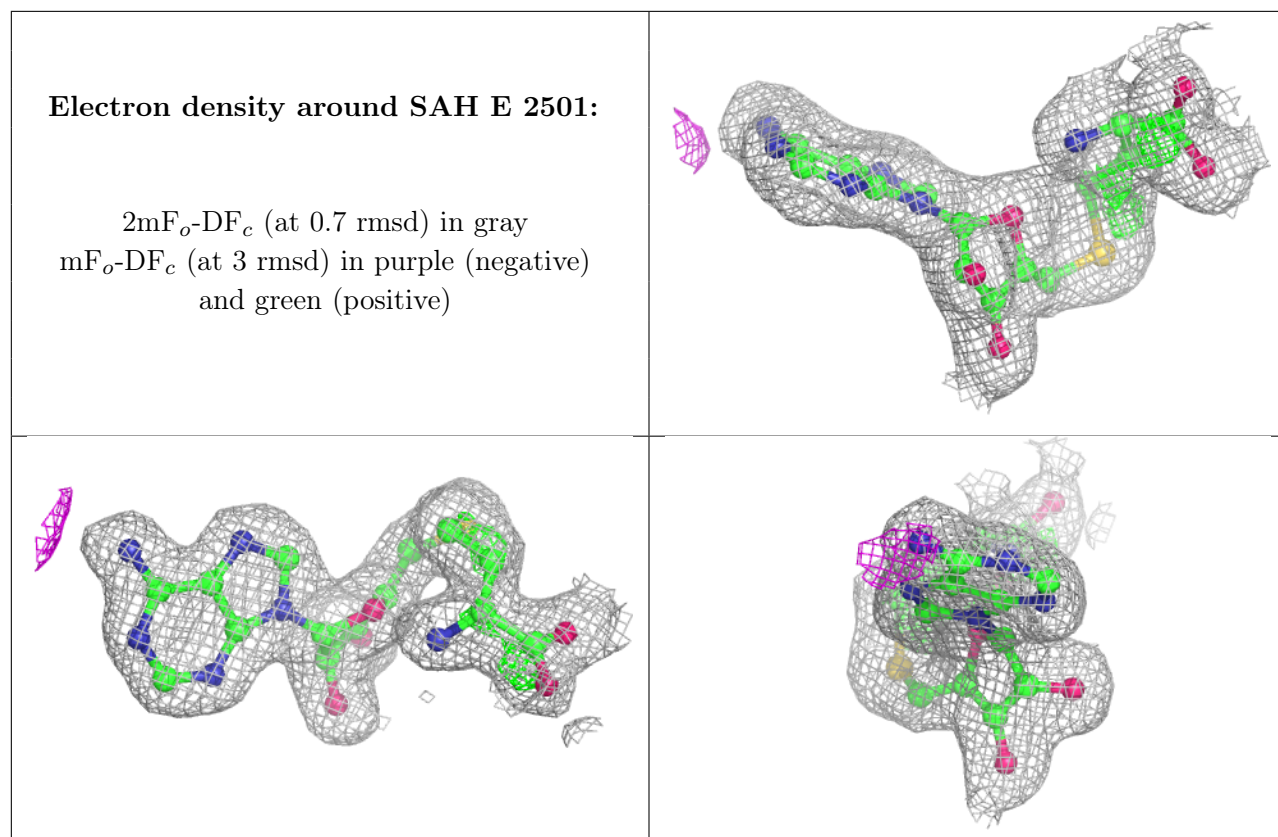 Electron density around SAH E 2501:
2mFo-DFc (at 0.7 rmsd) in gray
mFo-DFc (at 3 rmsd) in purple (negative)
and green (positive)